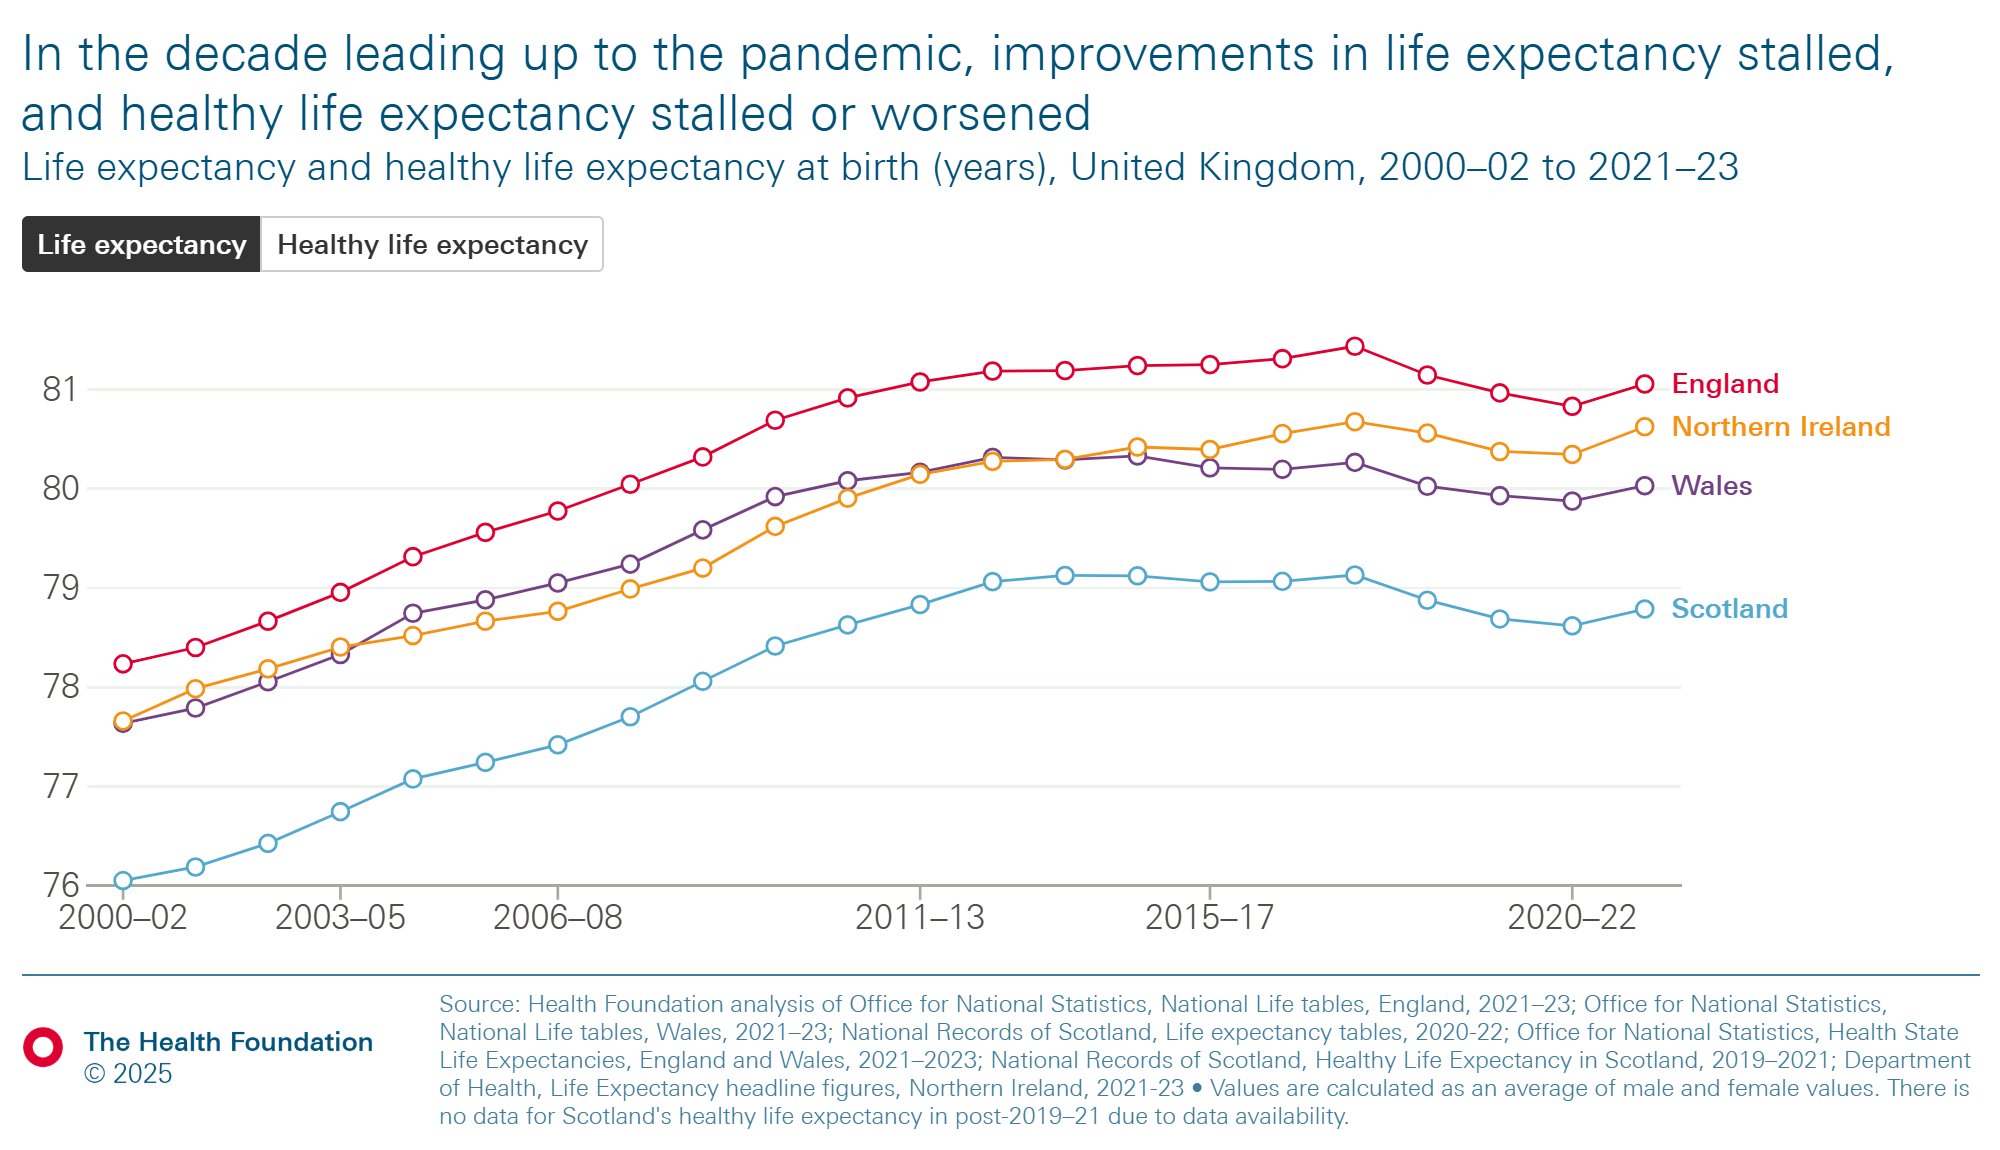 In the decade leading up to the pandemic, improvements in life expectancy stalled,
and healthy life expectancy stalled or worsened
Life expectancy and healthy life expectancy at birth (years), United Kingdom, 2000–02 to 2021–23
Life expectancy
Healthy life expectancy
81
80
79
78
77
76
England
Northern Ireland
Wales
Scotland
2000–02
2003–05
2006–08
2011–13
2015–17
2020–22
The Health Foundation
© 2025
Source: Health Foundation analysis of Office for National Statistics, National Life tables, England, 2021–23; Office for National Statistics,
National Life tables, Wales, 2021–23; National Records of Scotland, Life expectancy tables, 2020-22; Office for National Statistics, Health State
Life Expectancies, England and Wales, 2021–2023; National Records of Scotland, Healthy Life Expectancy in Scotland, 2019–2021; Department
of Health, Life Expectancy headline figures, Northern Ireland, 2021-23 • Values are calculated as an average of male and female values. There is
no data for Scotland's healthy life expectancy in post-2019–21 due to data availability.